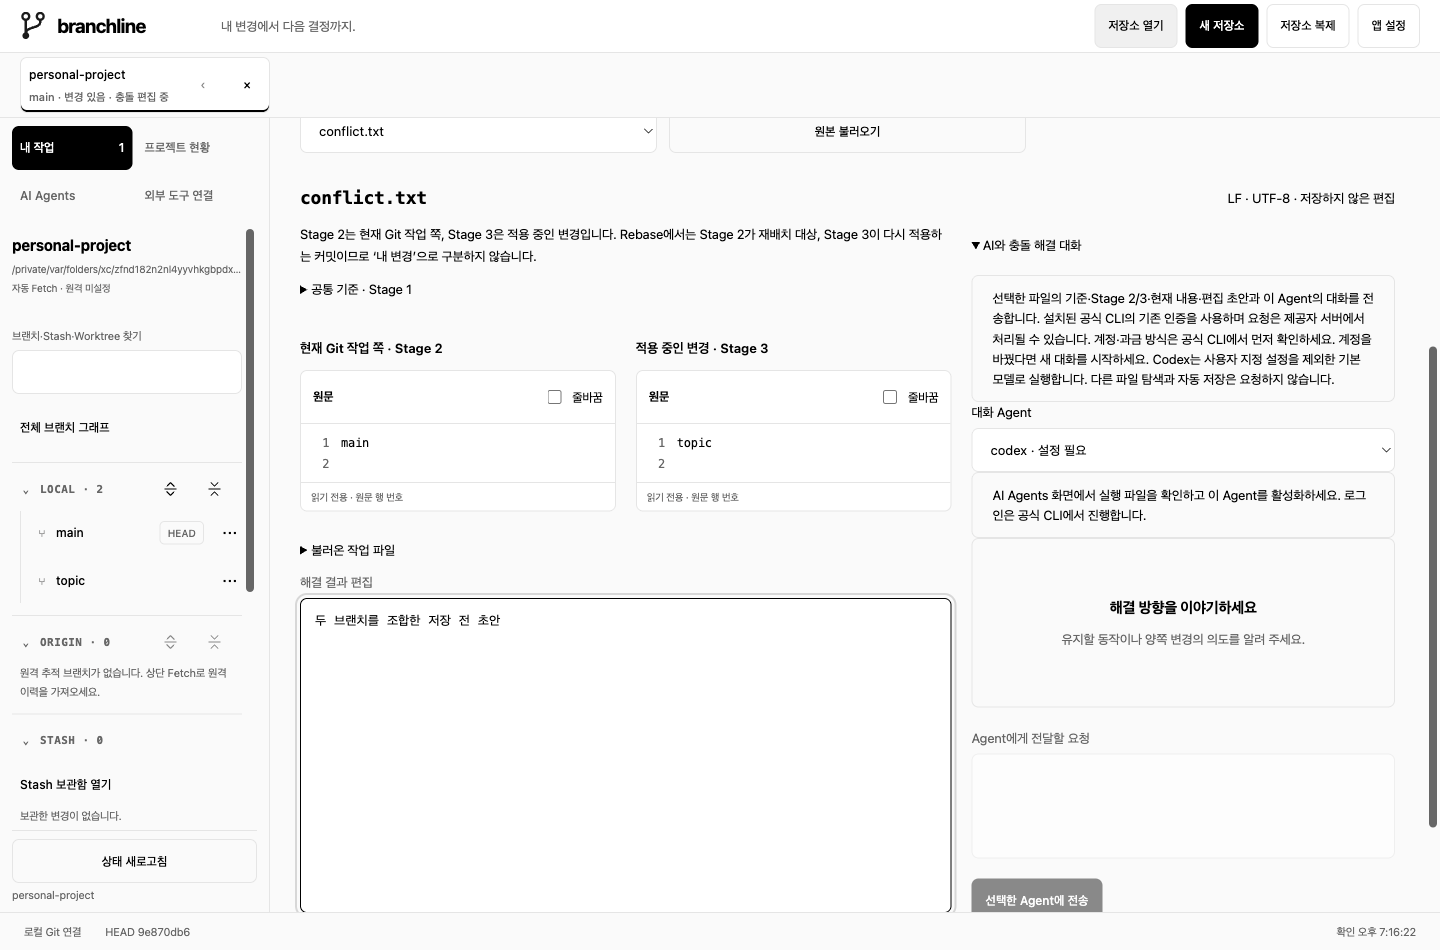 branchline
내 변경에서 다음 결정까지.
저장소 열기
새 저장소
저장소 복제
앱 설정
personal-project
main · 변경 있음 · 충돌 편집 중
내 작업 1
프로젝트 현황
AI Agents
외부 도구 연결
personal-project
/private/var/folders/xc/zfnd182n2nl4yyvhkgbpdx...
자동 Fetch · 원격 미설정
브랜치·Stash·Worktree 찾기
전체 브랜치 그래프
LOCAL · 2
main HEAD
topic
ORIGIN · 0
원격 추적 브랜치가 없습니다. 상단 Fetch로 원격
이력을 가져오세요.
STASH · 0
Stash 보관함 열기
보관한 변경이 없습니다.
상태 새로고침
personal-project
conflict.txt
원본 불러오기
conflict.txt
LF · UTF-8 · 저장하지 않은 편집
Stage 2는 현재 Git 작업 쪽, Stage 3은 적용 중인 변경입니다. Rebase에서는 Stage 2가 재배치 대상, Stage 3이 다시 적용하
는 커밋이므로 ‘내 변경’으로 구분하지 않습니다.
공통 기준 · Stage 1
현재 Git 작업 쪽 · Stage 2
원문 줄바꿈
1 main
2
읽기 전용 · 원문 행 번호
적용 중인 변경 · Stage 3
원문 줄바꿈
1 topic
2
읽기 전용 · 원문 행 번호
불러온 작업 파일
해결 결과 편집
두 브랜치를 조합한 저장 전 초안
AI와 충돌 해결 대화
선택한 파일의 기준·Stage 2/3·현재 내용·편집 초안과 이 Agent의 대화를 전
송합니다. 설치된 공식 CLI의 기존 인증을 사용하며 요청은 제공자 서버에서
처리될 수 있습니다. 계정·과금 방식은 공식 CLI에서 먼저 확인하세요. 계정을
바꿨다면 새 대화를 시작하세요. Codex는 사용자 지정 설정을 제외한 기본
모델로 실행합니다. 다른 파일 탐색과 자동 저장은 요청하지 않습니다.
대화 Agent
codex · 설정 필요
AI Agents 화면에서 실행 파일을 확인하고 이 Agent를 활성화하세요. 로그
인은 공식 CLI에서 진행합니다.
해결 방향을 이야기하세요
유지할 동작이나 양쪽 변경의 의도를 알려 주세요.
Agent에게 전달할 요청
선택한 Agent에 전송
로컬 Git 연결
HEAD 9e870db6
확인 오후 7:16:22